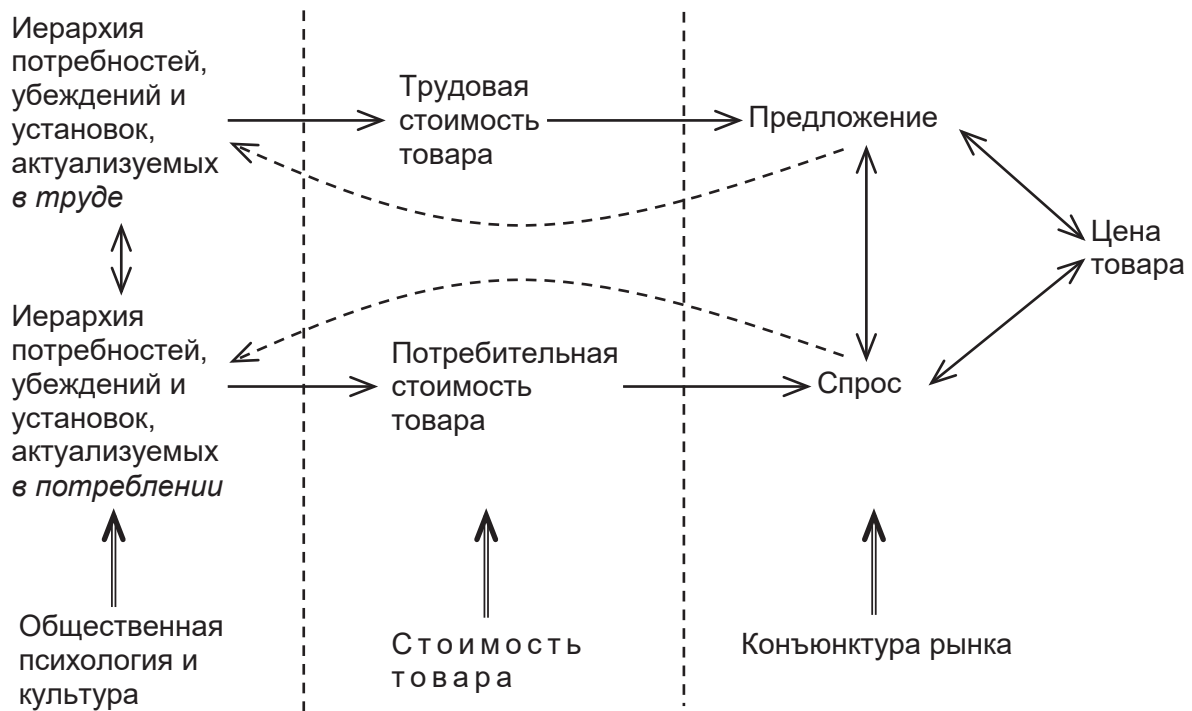 Иерархия
потребностей,
убеждений и
установок,
актуализуемых
в труде
Трудовая
стоимость
товара
Предложение
Цена
товара
Иерархия
потребностей,
убеждений и
установок,
актуализуемых
в потреблении
Потребительная
стоимость
товара
Спрос
Общественная
психология и
культура
Стоимость
товара
Конъюнктура рынка